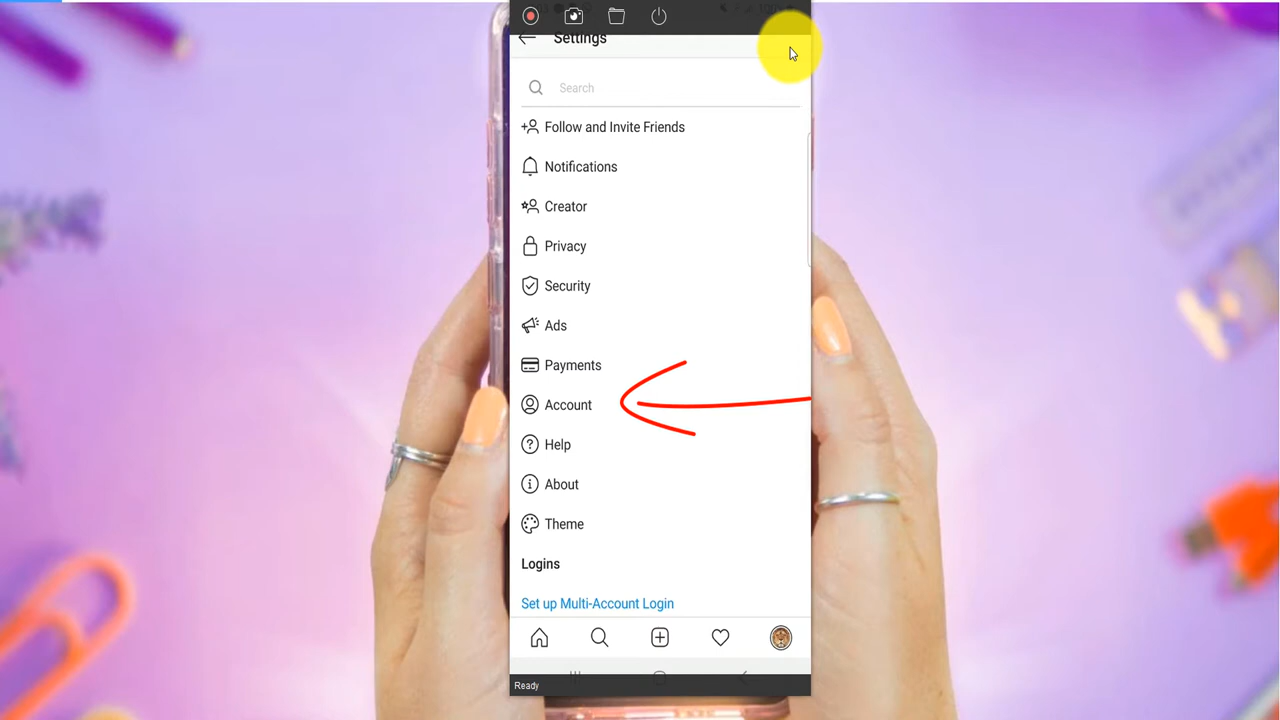 Settings
Search
Follow and Invite Friends
Notifications
Creator
Privacy
Security
Ads
Payments
Account
Help
About
Theme
Logins
Set up Multi-Account Login
Ready